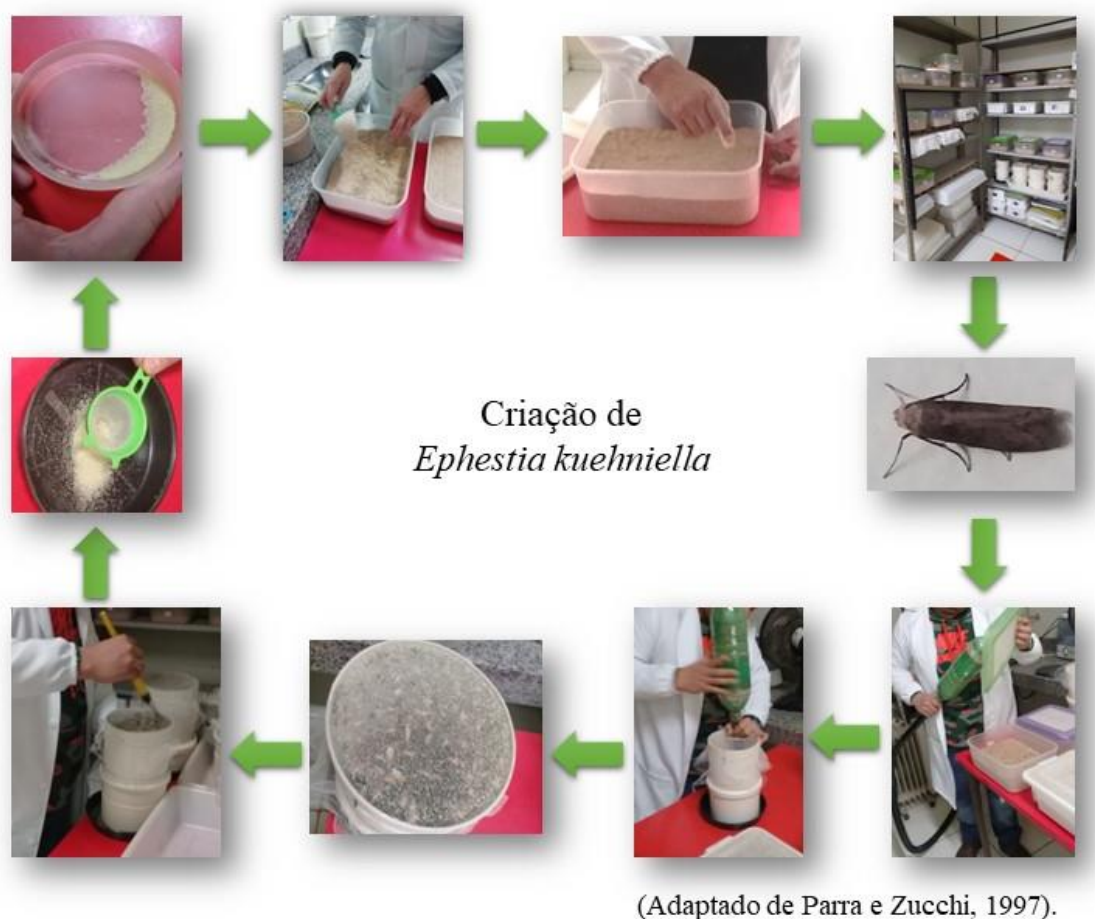 Criação de
Ephestia kuehniella
(Adaptado de Parra e Zucchi, 1997).